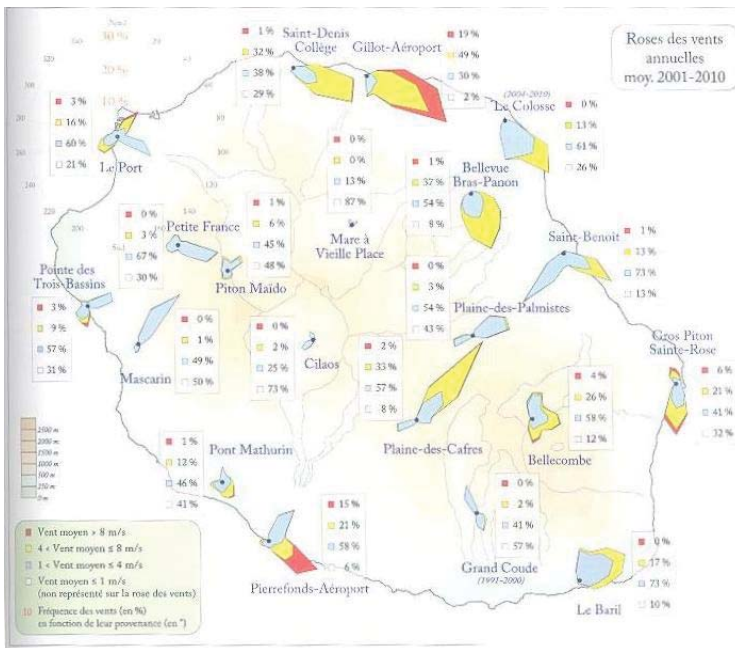 Roses des vents
annuelles
moy. 2001-2010
Nord
30 %
20 %
10 %
Saint-Denis
Collège
1 %
32 %
38 %
29 %
Gillot-Aéroport
19 %
49 %
30 %
2 %
(2004-2010)
Le Colosse
0 %
13 %
61 %
26 %
3 %
16 %
60 %
21 %
Le Port
0 %
0 %
13 %
87 %
Mare à
Vieille Place
1 %
37 %
54 %
8 %
Bellevue
Bras-Panon
0 %
3 %
67 %
30 %
Petite France
1 %
6 %
45 %
48 %
Piton Maïdo
Saint-Benoit
1 %
13 %
73 %
13 %
Pointe des
Trois-Bassins
3 %
9 %
57 %
31 %
0 %
1 %
49 %
50 %
Mascarin
0 %
2 %
25 %
73 %
Cilaos
0 %
3 %
54 %
43 %
Plaine-des-Palmistes
2 %
33 %
57 %
8 %
Plaine-des-Cafres
4 %
26 %
58 %
12 %
Bellecombe
Gros Piton
Sainte-Rose
6 %
21 %
41 %
32 %
Pont Mathurin
1 %
12 %
46 %
41 %
15 %
21 %
58 %
6 %
Pierrefonds-Aéroport
0 %
2 %
41 %
57 %
Grand Coude
(1991-2000)
0 %
17 %
73 %
10 %
Le Baril
2500 m
2000 m
1500 m
1000 m
500 m
250 m
0 m
Vent moyen > 8 m/s
4 < Vent moyen ≤ 8 m/s
1 < Vent moyen ≤ 4 m/s
Vent moyen ≤ 1 m/s
(non représenté sur la rose des vents)
10 Fréquence des vents (en %)
en fonction de leur provenance (en °)